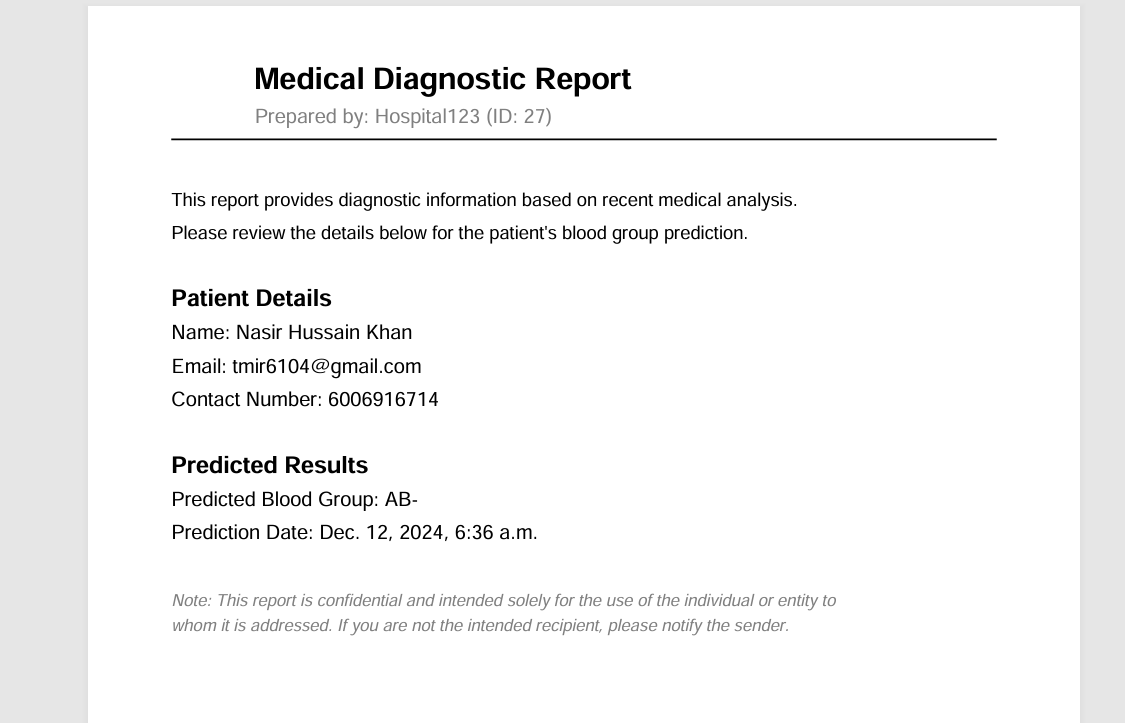 Medical Diagnostic Report
Prepared by: Hospital123 (ID: 27)
This report provides diagnostic information based on recent medical analysis.
Please review the details below for the patient's blood group prediction.
Patient Details
Name: Nasir Hussain Khan
Email: tmir6104@gmail.com
Contact Number: 6006916714
Predicted Results
Predicted Blood Group: AB-
Prediction Date: Dec. 12, 2024, 6:36 a.m.
Note: This report is confidential and intended solely for the use of the individual or entity to
whom it is addressed. If you are not the intended recipient, please notify the sender.